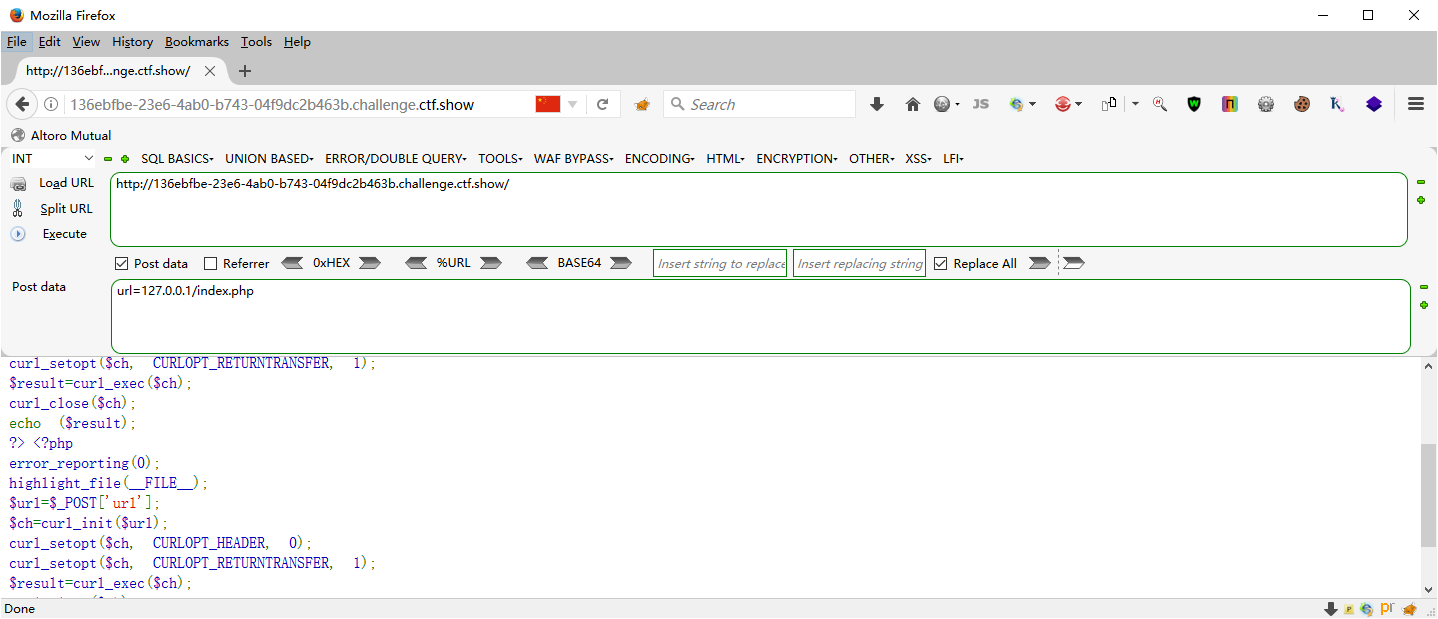 Mozilla Firefox
File Edit View History Bookmarks Tools Help
http://136ebf...nge.ctf.show/
136ebfbe-23e6-4ab0-b743-04f9dc2b463b.challenge.ctf.show Search JS
Altoro Mutual
INT SQL BASICS UNION BASED ERROR/DOUBLE QUERY TOOLS WAF BYPASS ENCODING HTML ENCRYPTION OTHER XSS LFI
Load URL http://136ebfbe-23e6-4ab0-b743-04f9dc2b463b.challenge.ctf.show/
Split URL
Execute
Post data Referrer 0xHEX %URL BASE64 Insert string to replace Insert replacing string Replace All
Post data url=127.0.0.1/index.php
curl_setopt($ch, CURLOPT_RETURNTRANSFER, 1);
$result=curl_exec($ch);
curl_close($ch);
echo ($result);
?> <?php
error_reporting(0);
highlight_file(__FILE__);
$url=$_POST['url'];
$ch=curl_init($url);
curl_setopt($ch, CURLOPT_HEADER, 0);
curl_setopt($ch, CURLOPT_RETURNTRANSFER, 1);
$result=curl_exec($ch);
Done pr